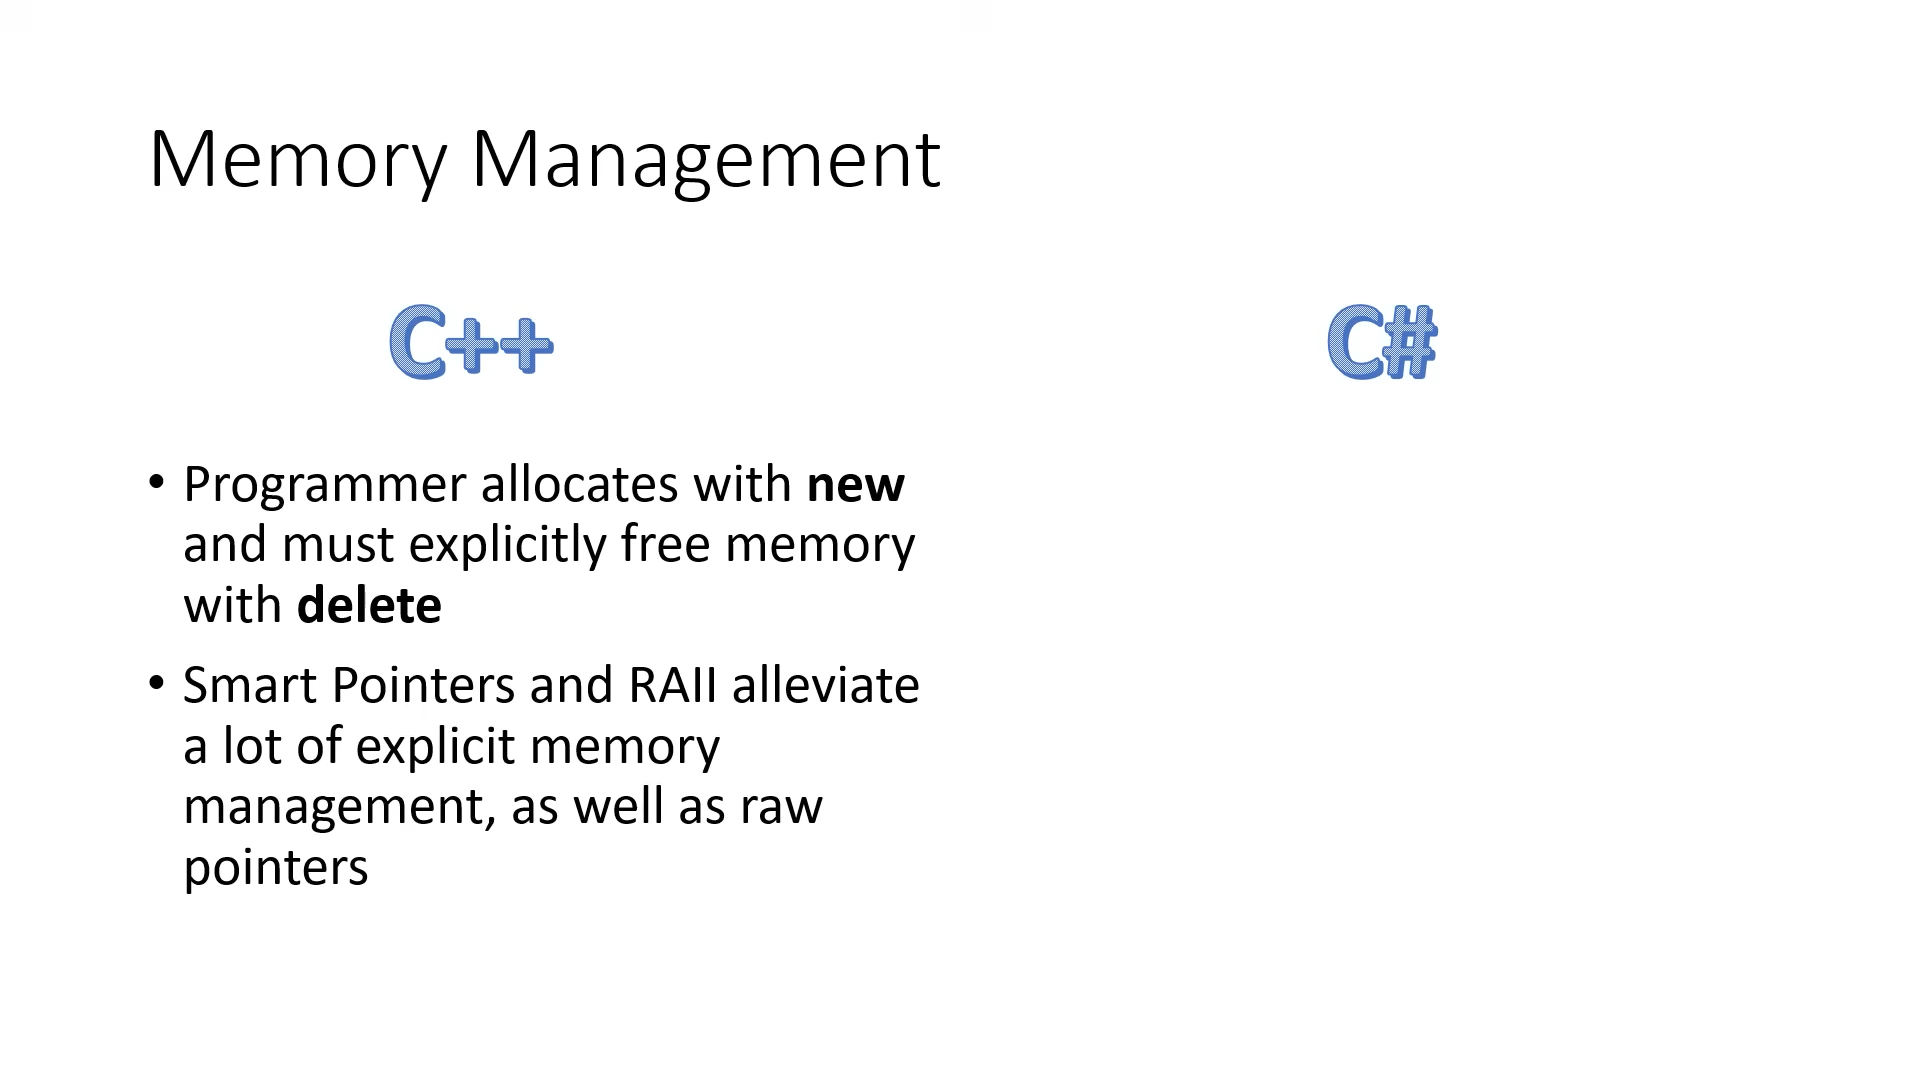 Memory Management
C++
C#
• Programmer allocates with new
and must explicitly free memory
with delete
• Smart Pointers and RAII alleviate
a lot of explicit memory
management, as well as raw
pointers